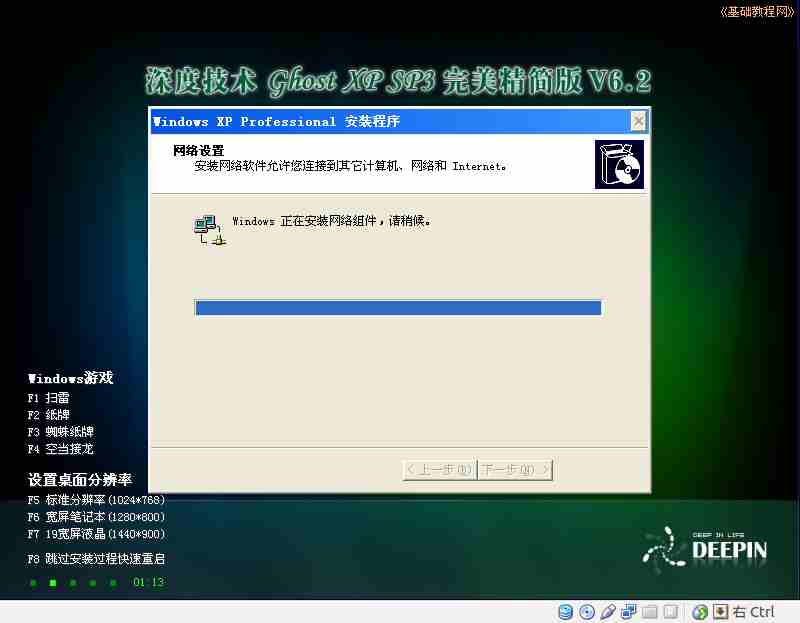 《基础教程网》
深度技术 Ghost XP SP3 完美精简版 V6.2
Windows XP Professional 安装程序
网络设置
安装网络软件允许您连接到其它计算机、网络和 Internet。
Windows 正在安装网络组件，请稍候。
< 上一步(B)
下一步(N) >
Windows游戏
F1 扫雷
F2 纸牌
F3 蜘蛛纸牌
F4 空当接龙
设置桌面分辨率
F5 标准分辨率(1024*768)
F6 宽屏笔记本(1280*800)
F7 19宽屏液晶(1440*900)
F8 跳过安装过程快速重启
01:13
DEEP IN LIFE
DEEPIN
右 Ctrl